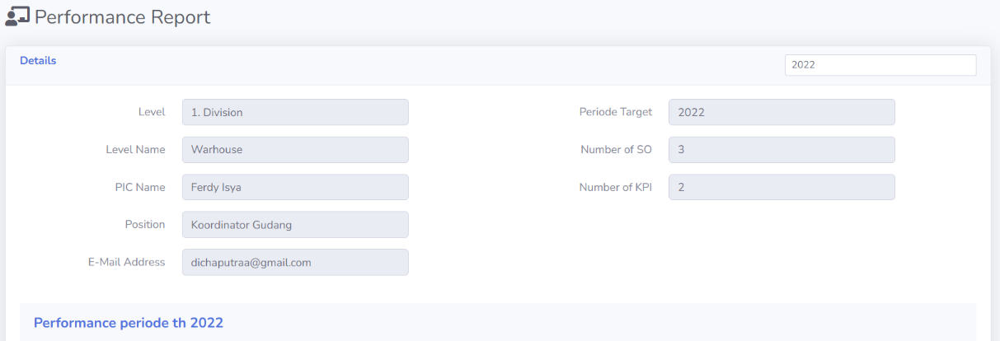 Performance Report
Details
2022
Level
1. Division
Periode Target
2022
Level Name
Warhouse
Number of SO
3
PIC Name
Ferdy Isya
Number of KPI
2
Position
Koordinator Gudang
E-Mail Address
dichaputraa@gmail.com
Performance periode th 2022